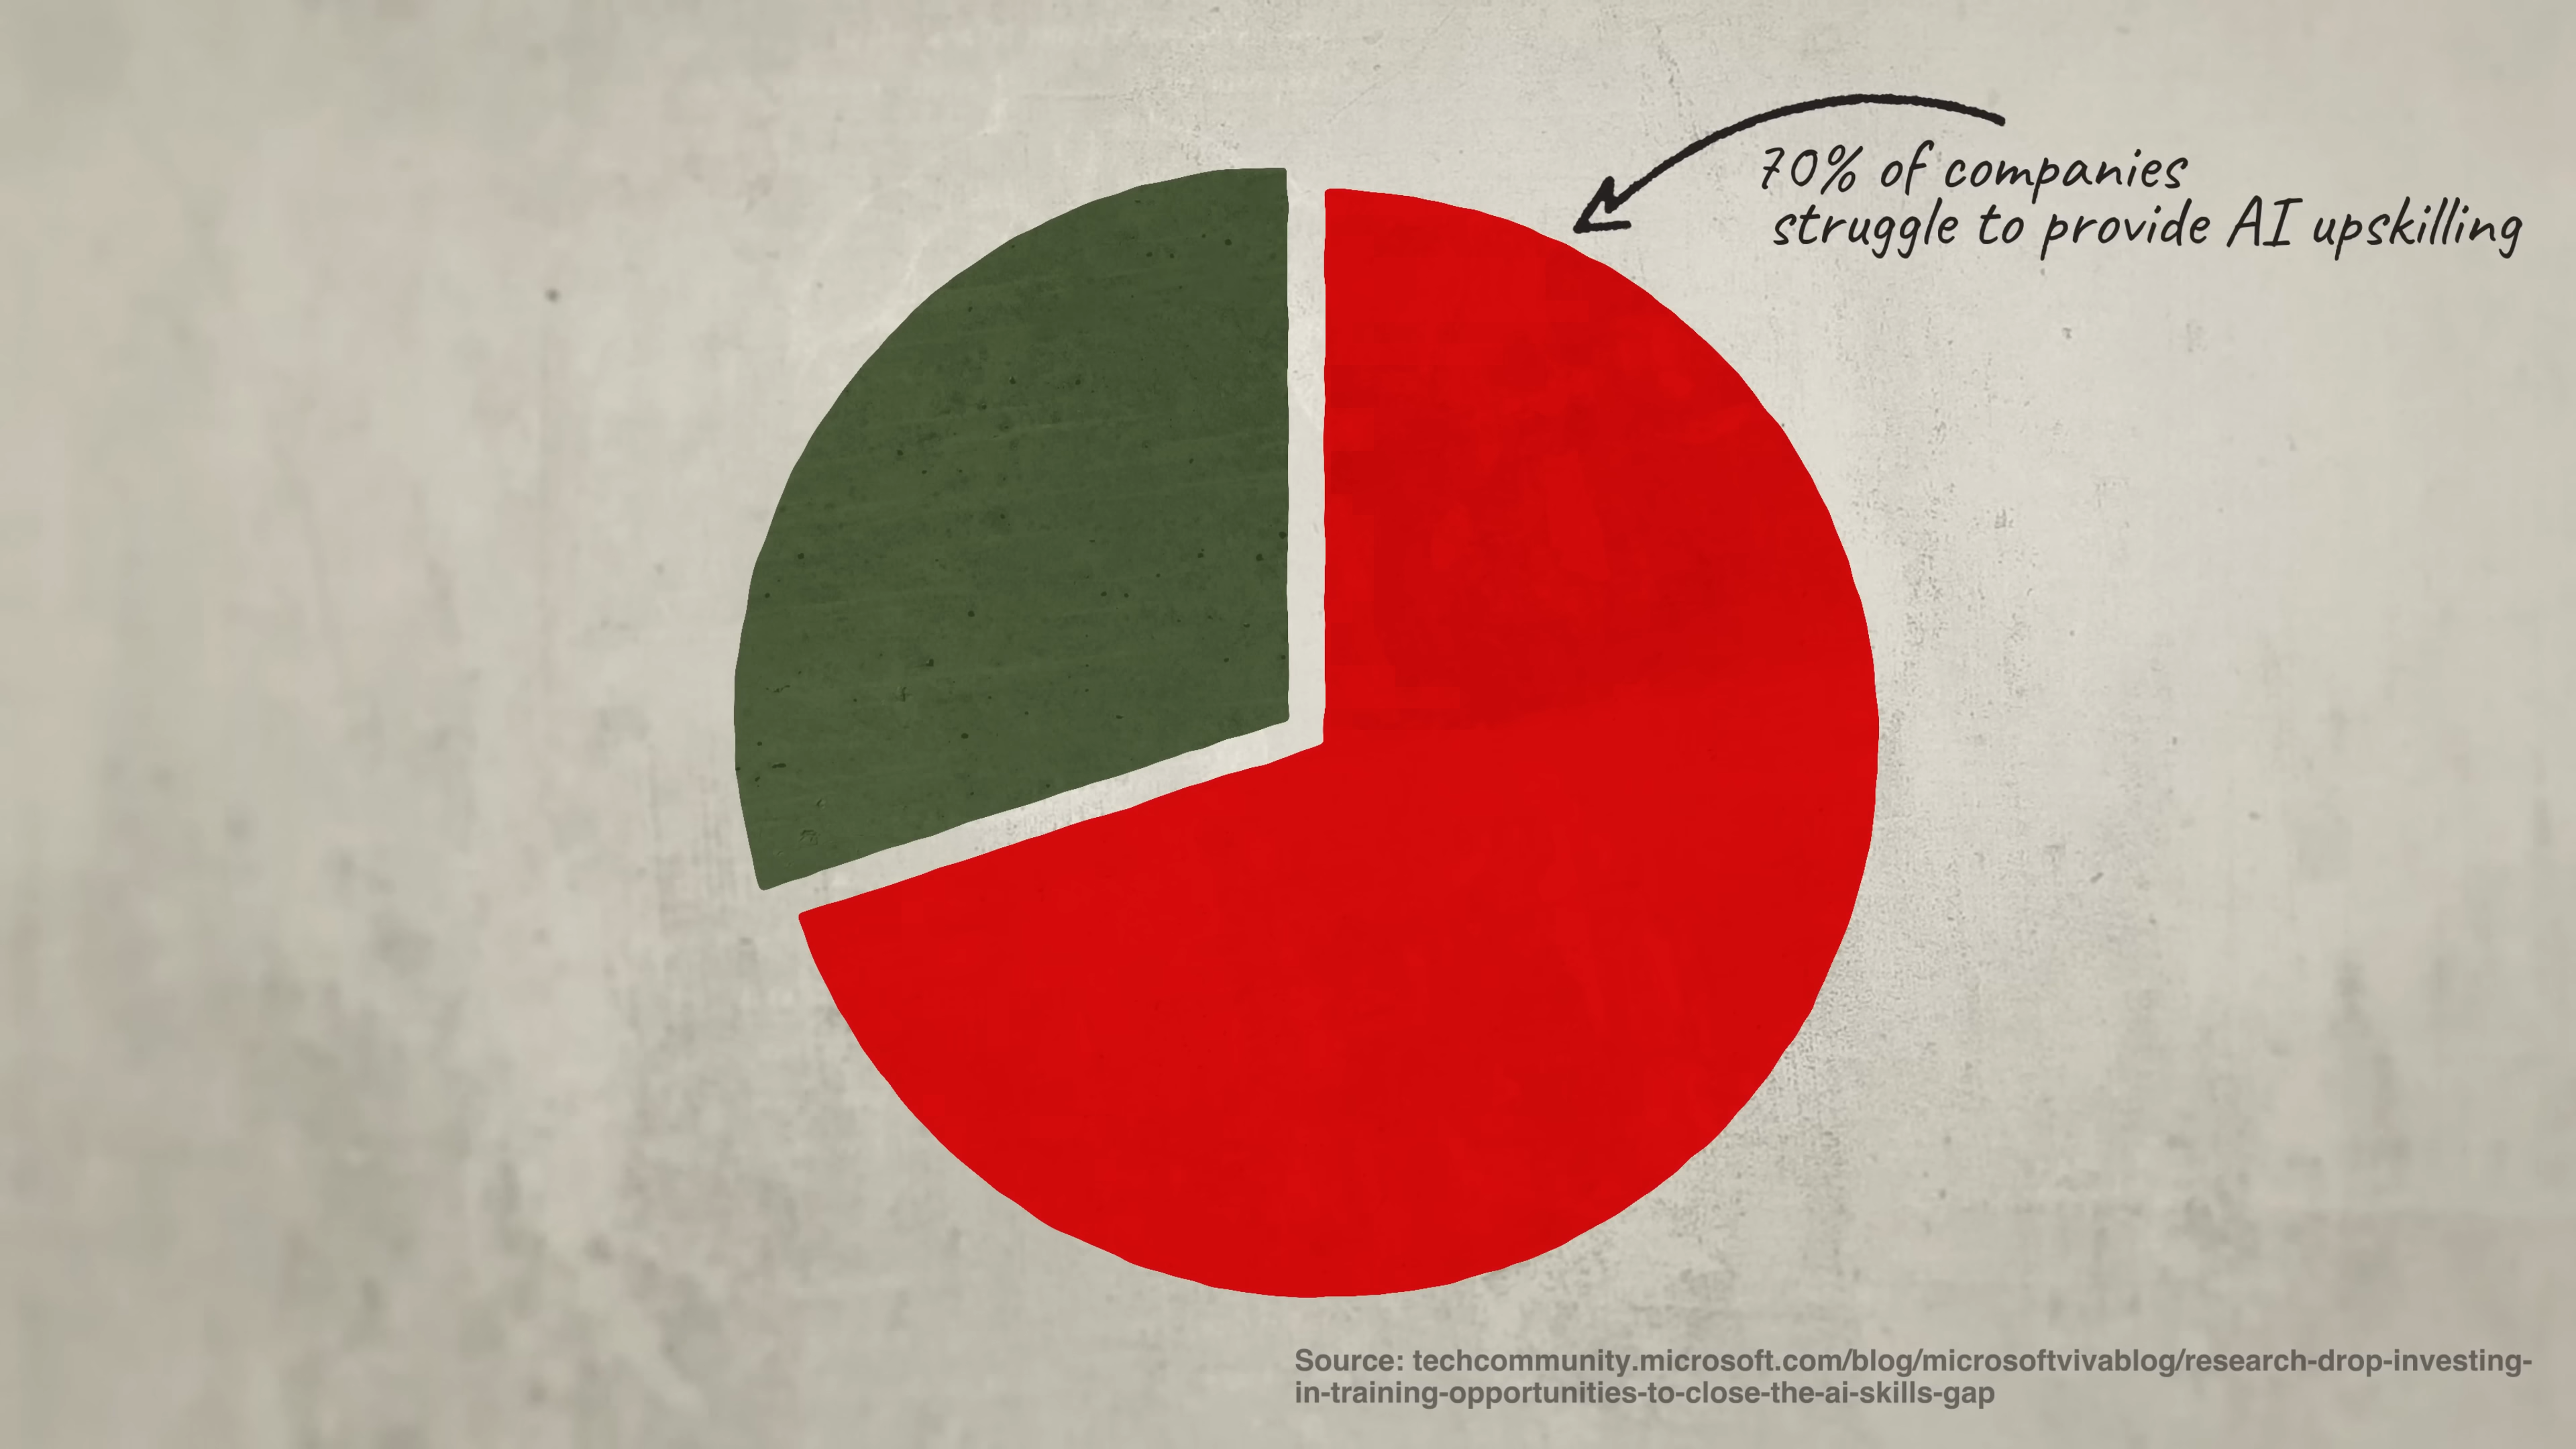 70% of companies
struggle to provide AI upskilling
Source: techcommunity.microsoft.com/blog/microsoftvivablog/research-drop-investing-
in-training-opportunities-to-close-the-ai-skills-gap